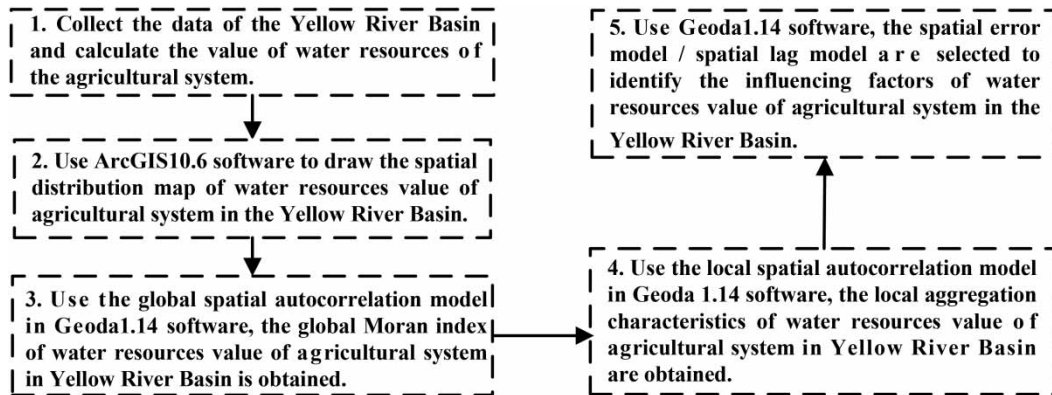 1. Collect the data of the Yellow River Basin
and calculate the value of water resources of
the agricultural system.
2. Use ArcGIS10.6 software to draw the spatial
distribution map of water resources value of
agricultural system in the Yellow River Basin.
3. Use the global spatial autocorrelation model
in Geoda1.14 software, the global Moran index
of water resources value of agricultural system
in Yellow River Basin is obtained.
4. Use the local spatial autocorrelation model
in Geoda 1.14 software, the local aggregation
characteristics of water resources value of
agricultural system in Yellow River Basin
are obtained.
5. Use Geoda1.14 software, the spatial error
model / spatial lag model are selected to
identify the influencing factors of water
resources value of agricultural system in the
Yellow River Basin.